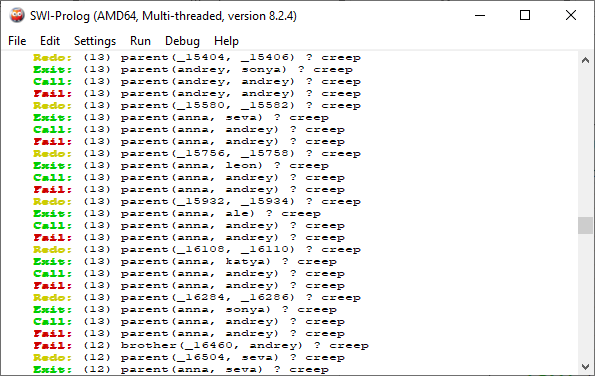 SWI-Prolog (AMD64, Multi-threaded, version 8.2.4)
File Edit Settings Run Debug Help
Redo: (13) parent(_15404, _15406) ? creep
Exit: (13) parent(andrey, sonya) ? creep
Call: (13) parent(andrey, andrey) ? creep
Fail: (13) parent(andrey, andrey) ? creep
Redo: (13) parent(_15580, _15582) ? creep
Exit: (13) parent(anna, seva) ? creep
Call: (13) parent(anna, andrey) ? creep
Fail: (13) parent(anna, andrey) ? creep
Redo: (13) parent(_15756, _15758) ? creep
Exit: (13) parent(anna, leon) ? creep
Call: (13) parent(anna, andrey) ? creep
Fail: (13) parent(anna, andrey) ? creep
Redo: (13) parent(_15932, _15934) ? creep
Exit: (13) parent(anna, ale) ? creep
Call: (13) parent(anna, andrey) ? creep
Fail: (13) parent(anna, andrey) ? creep
Redo: (13) parent(_16108, _16110) ? creep
Exit: (13) parent(anna, katya) ? creep
Call: (13) parent(anna, andrey) ? creep
Fail: (13) parent(anna, andrey) ? creep
Redo: (13) parent(_16284, _16286) ? creep
Exit: (13) parent(anna, sonya) ? creep
Call: (13) parent(anna, andrey) ? creep
Fail: (13) parent(anna, andrey) ? creep
Fail: (12) brother(_16460, andrey) ? creep
Redo: (12) parent(_16504, seva) ? creep
Exit: (12) parent(anna, seva) ? creep